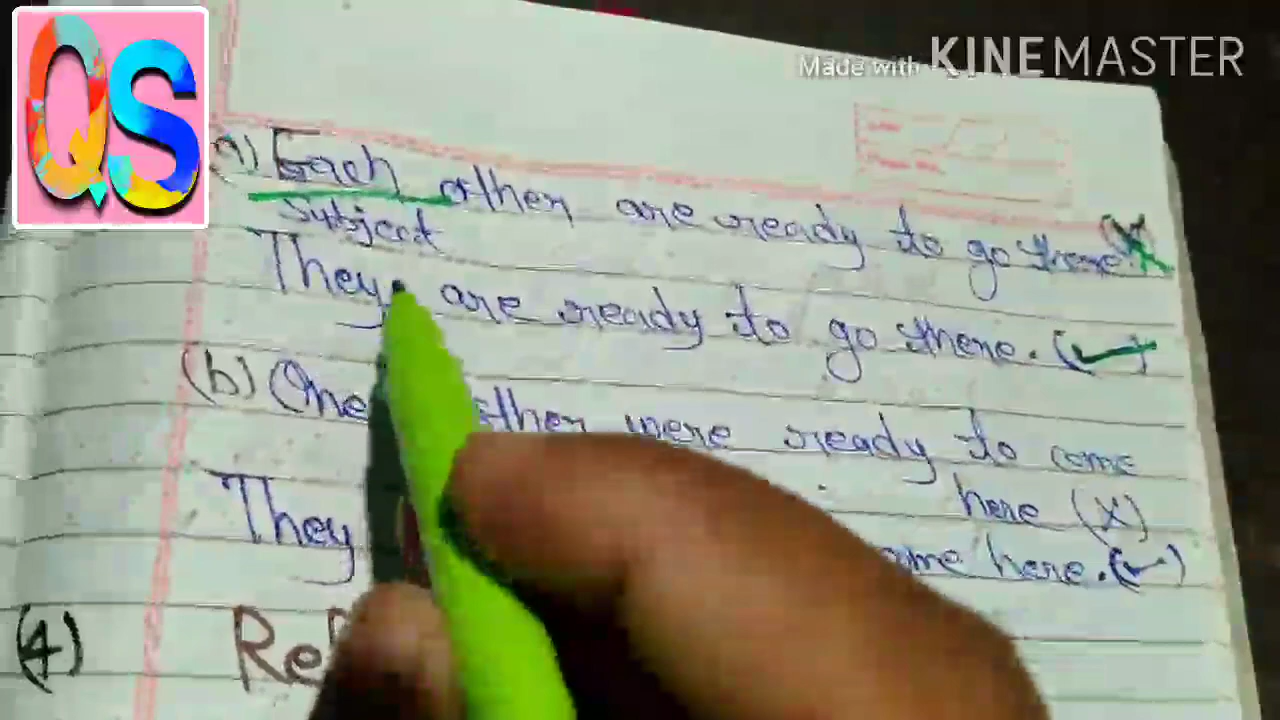 QS
Made with KINEMASTER
a) Each other are ready to go there. (X)
Subject
They are ready to go there. (✓)
(b) One other were ready to come
here (X)
They come here. (✓)
(4)